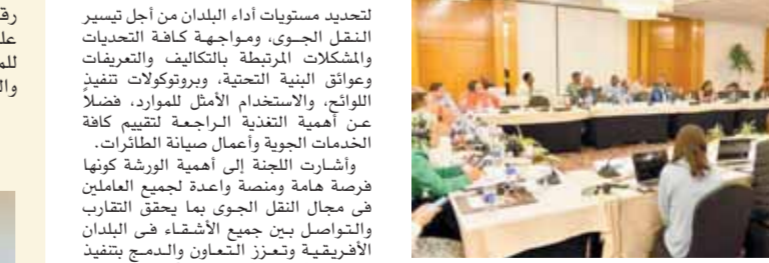 لتحديد مستويات أداء البلدان من أجل تيسير
النقل الجوى، ومواجهة كافة التحديات
والمشكلات المرتبطة بالتكاليف والتعريفات
وعوائق البنية التحتية، وبروتوكولات تنفيذ
اللوائح، والاستخدام الأمثل للموارد، فضلاً
عن أهمية التغذية الراجعة لتقييم كافة
الخدمات الجوية وأعمال صيانة الطائرات.
وأشارت اللجنة إلى أهمية الورشة كونها
فرصة هامة ومنصة واعدة لجميع العاملين
فى مجال النقل الجوى بما يحقق التقارب
والتواصل بين جميع الأشقاء فى البلدان
الأفريقية وتعزز التعاون والدمج بتنفيذ